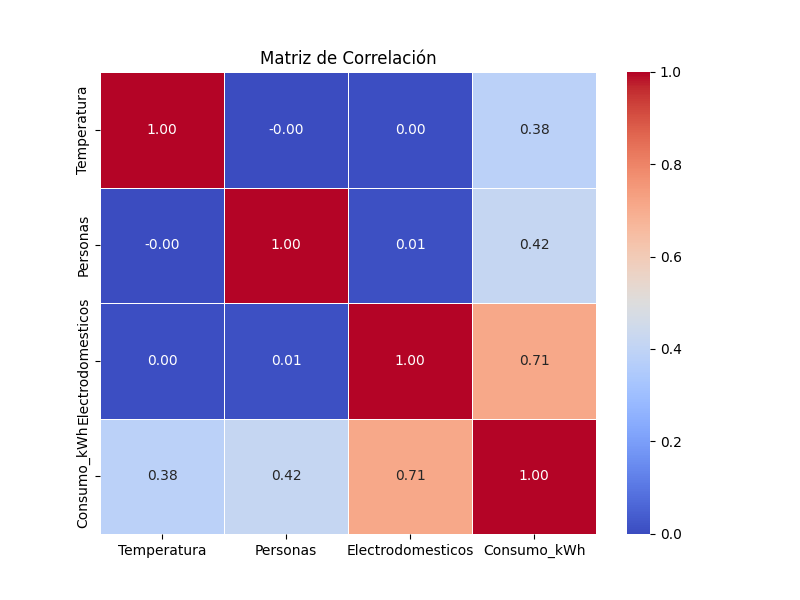 Matriz de Correlación
Temperatura 1.00 -0.00 0.00 0.38
Personas -0.00 1.00 0.01 0.42
Electrodomesticos 0.00 0.01 1.00 0.71
Consumo_kWh 0.38 0.42 0.71 1.00
Temperatura Personas Electrodomesticos Consumo_kWh
1.0
0.8
0.6
0.4
0.2
0.0